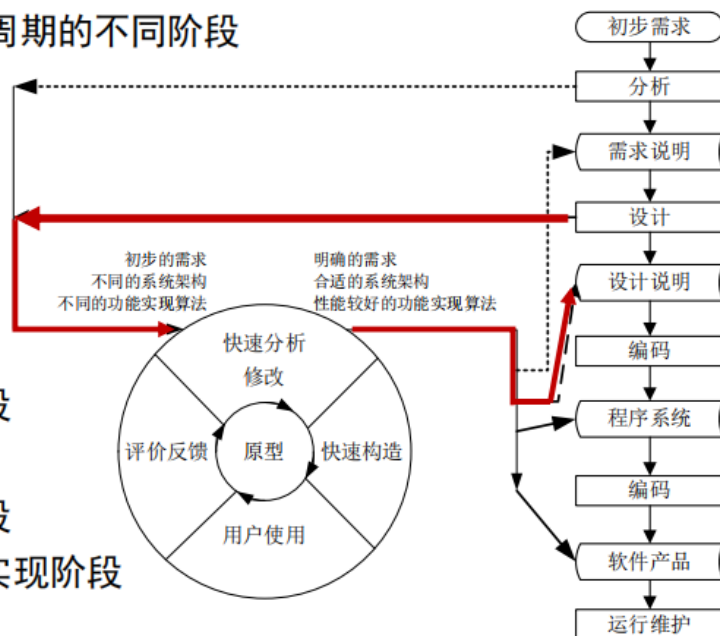 周期的不同阶段
初步需求
分析
需求说明
设计
初步的需求
不同的系统架构
不同的功能实现算法
明确的需求
合适的系统架构
性能较好的功能实现算法
设计说明
快速分析
修改
编码
段
程序系统
评价反馈
原型
快速构造
编码
段
用户使用
实现阶段
软件产品
运行维护